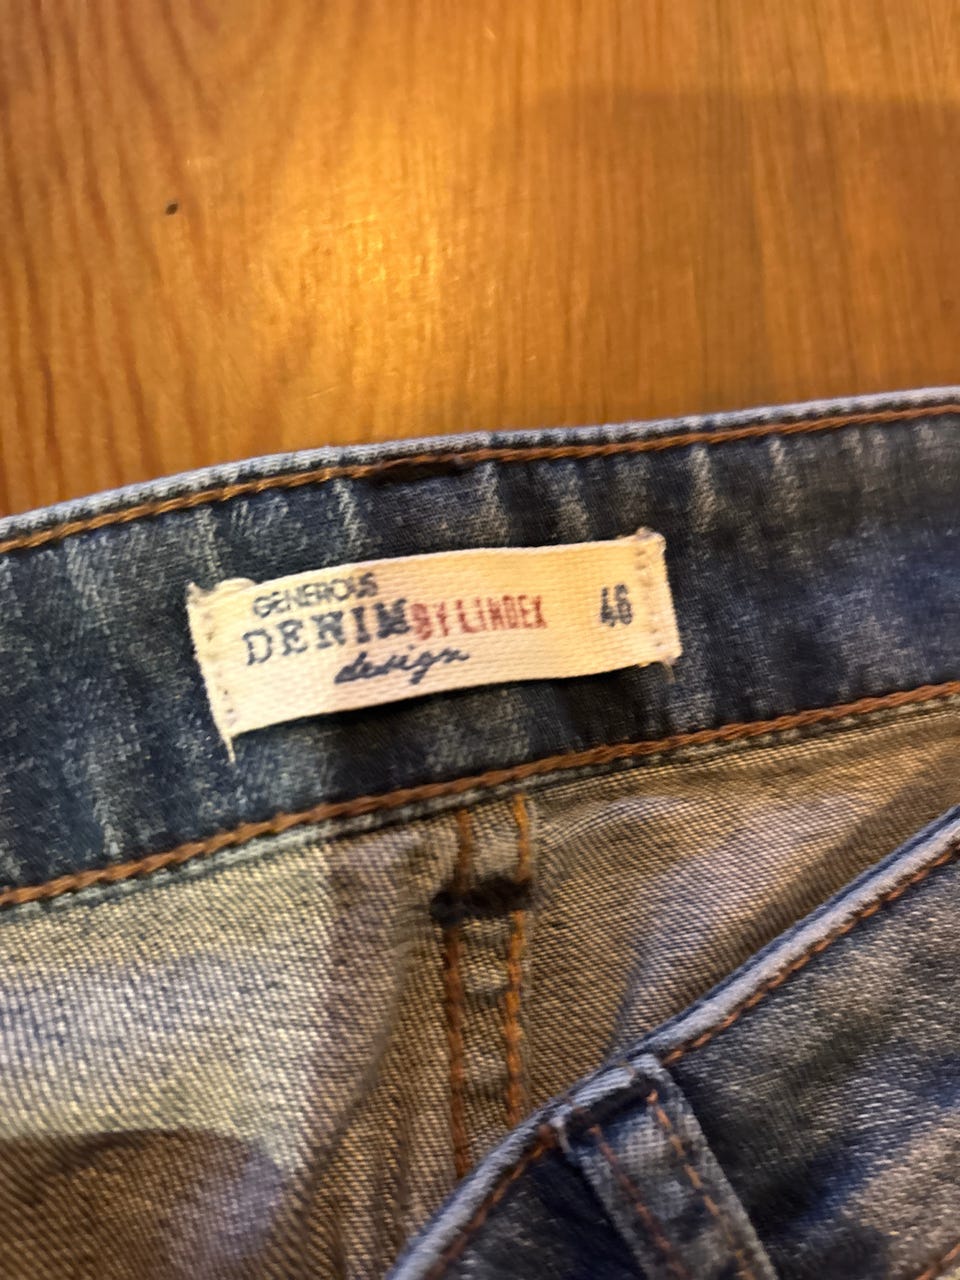 GENEROUS
DENIM BY LINDEX 46
design